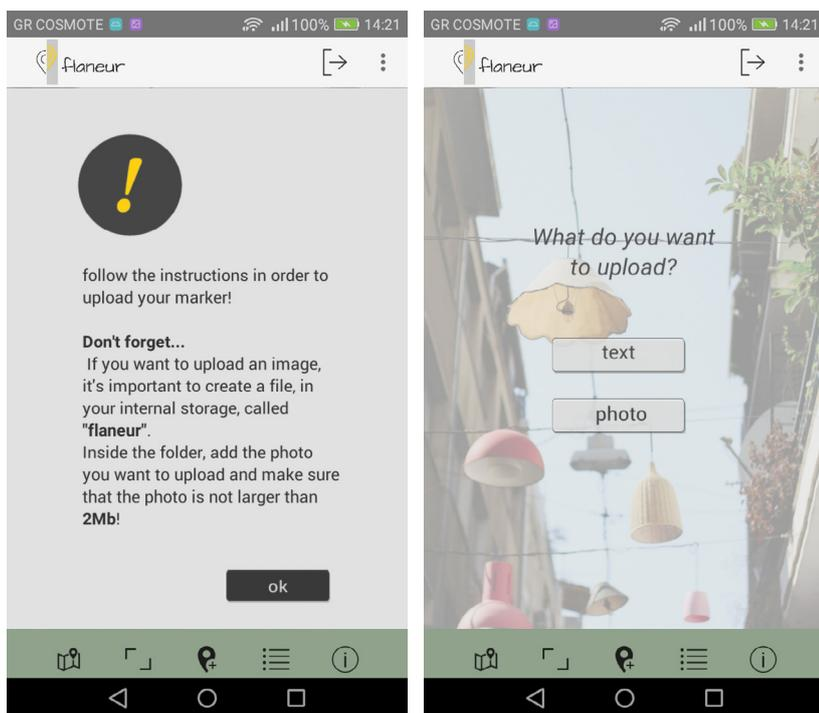 GR COSMOTE 100% 14:21
flaneur
!
follow the instructions in order to
upload your marker!
Don't forget...
If you want to upload an image,
it's important to create a file, in
your internal storage, called
"flaneur".
Inside the folder, add the photo
you want to upload and make sure
that the photo is not larger than
2Mb!
ok
GR COSMOTE 100% 14:21
flaneur
What do you want
to upload?
text
photo